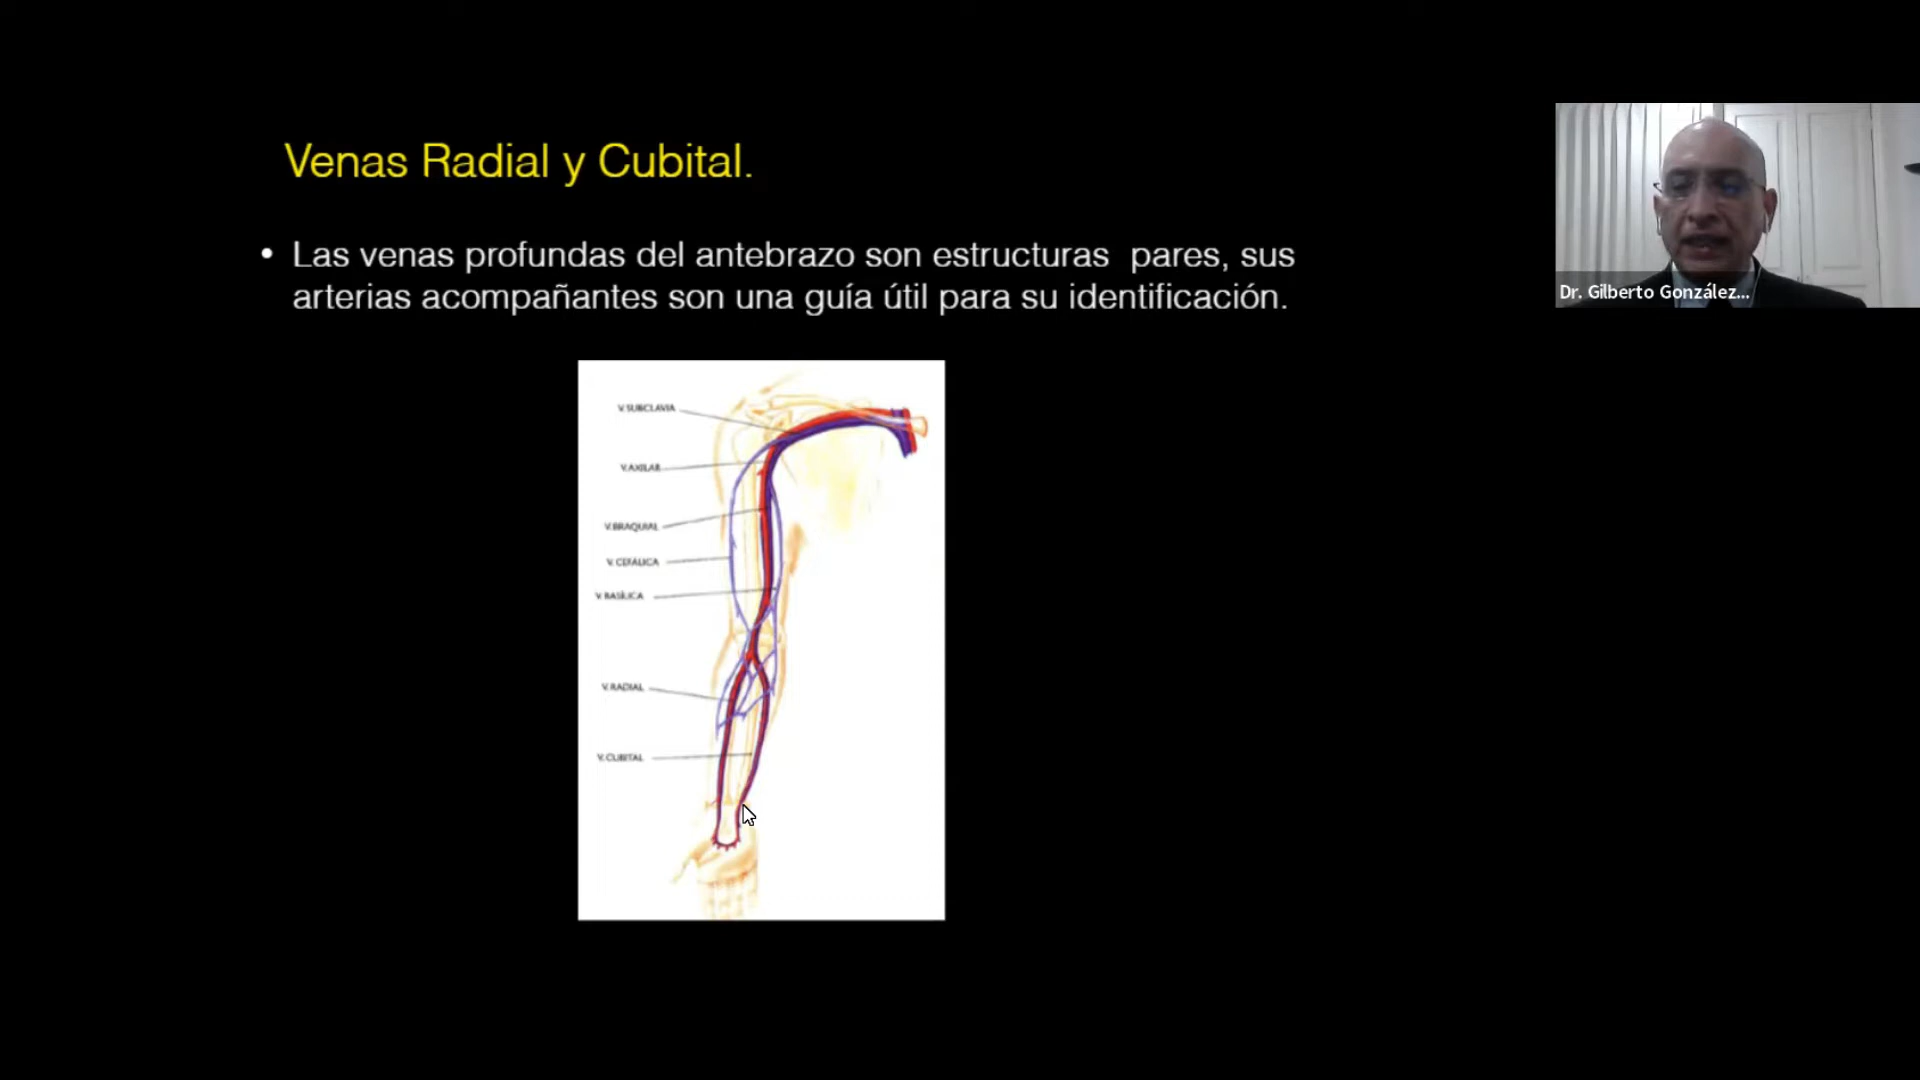 Venas Radial y Cubital.
• Las venas profundas del antebrazo son estructuras pares, sus
arterias acompañantes son una guía útil para su identificación.
Dr. Gilberto González...
V. SUBCLAVIA
V. AXILAR
V. BRAQUIAL
V. CEFÁLICA
V. BASÍLICA
V. RADIAL
V. CUBITAL